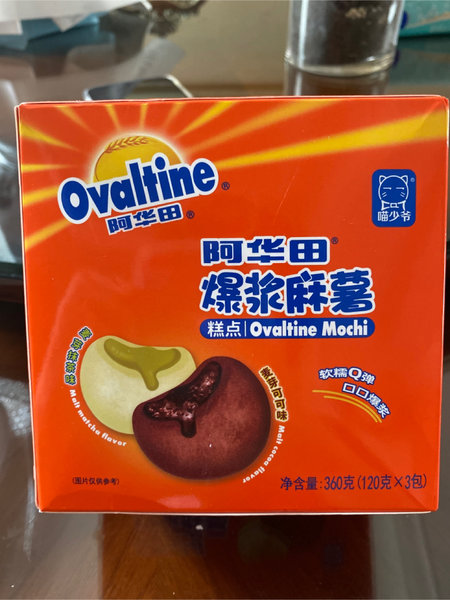 Ovaltine®
阿华田®
喵少爷
阿华田®
爆浆麻薯
糕点|Ovaltine Mochi
麦芽抹茶味
Malt matcha flavor
麦芽可可味
Malt cocoa flavor
软糯Q弹
口口爆浆
(图片仅供参考)
净含量:360克(120克×3包)